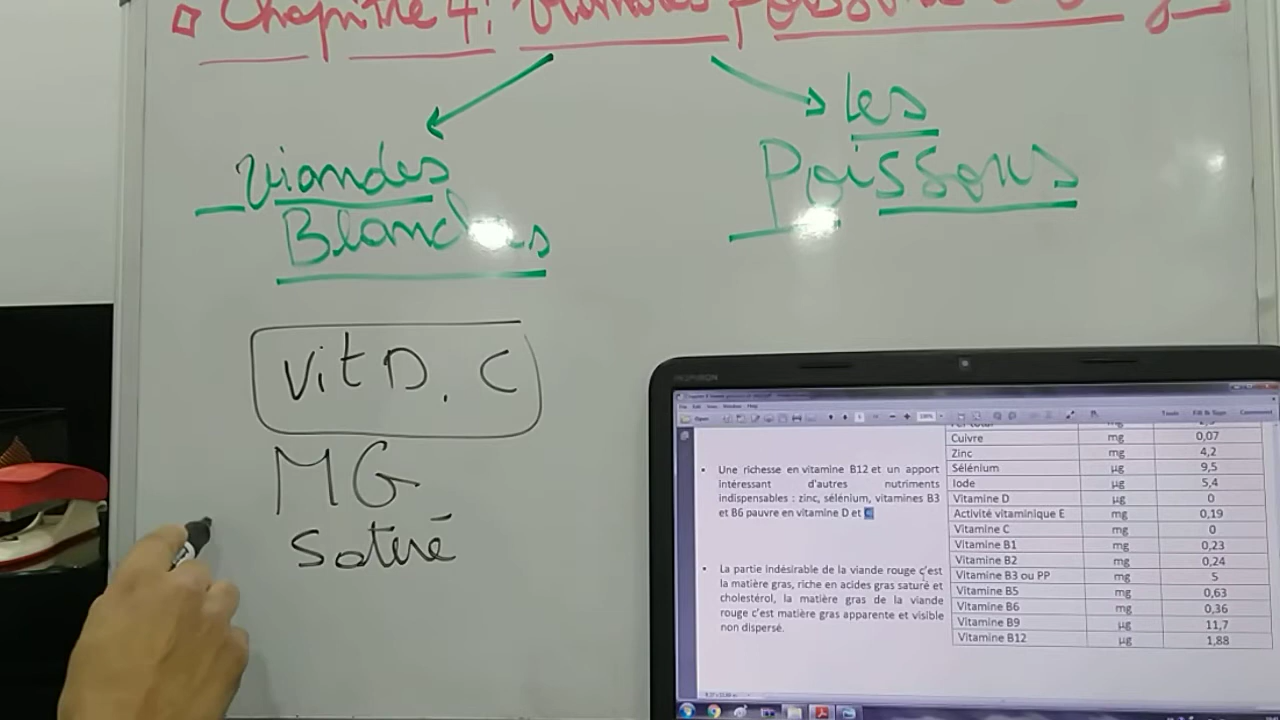 Chapitre 4:
les
Viandes
Poissons
Blanches
Vit D, C
MG
Saturé
Open
Tools
Fill & Sign
Comment
Une richesse en vitamine B12 et un apport
intéressant d'autres nutriments
indispensables : zinc, sélénium, vitamines B3
et B6 pauvre en vitamine D et C
La partie indésirable de la viande rouge c'est
la matière gras, riche en acides gras saturé et
cholestérol, la matière gras de la viande
rouge c'est matière gras apparente et visible
non dispersé.
Cuivre mg 0,07
Zinc mg 4,2
Sélénium µg 9,5
Iode µg 5,4
Vitamine D µg 0
Activité vitaminique E mg 0,19
Vitamine C mg 0
Vitamine B1 mg 0,23
Vitamine B2 mg 0,24
Vitamine B3 ou PP mg 5
Vitamine B5 mg 0,63
Vitamine B6 mg 0,36
Vitamine B9 µg 11,7
Vitamine B12 µg 1,88